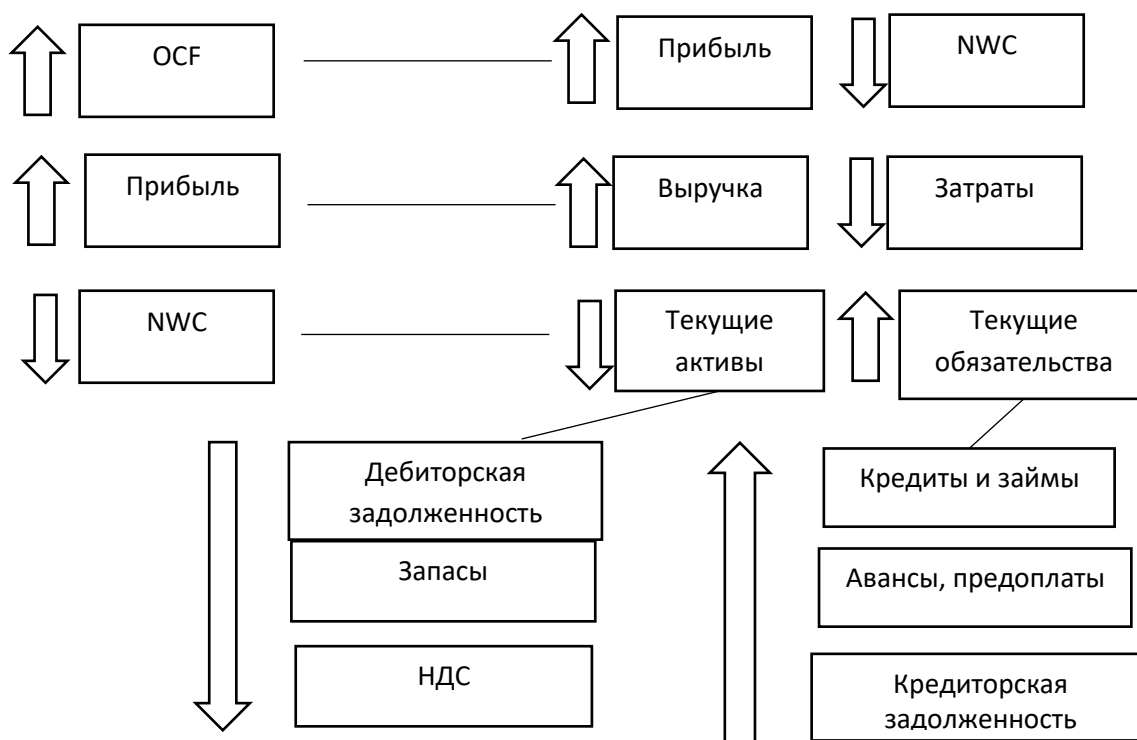 OCF
Прибыль
NWC
Прибыль
Выручка
Затраты
NWC
Текущие
активы
Текущие
обязательства
Дебиторская
задолженность
Кредиты и займы
Запасы
Авансы, предоплаты
НДС
Кредиторская
задолженность